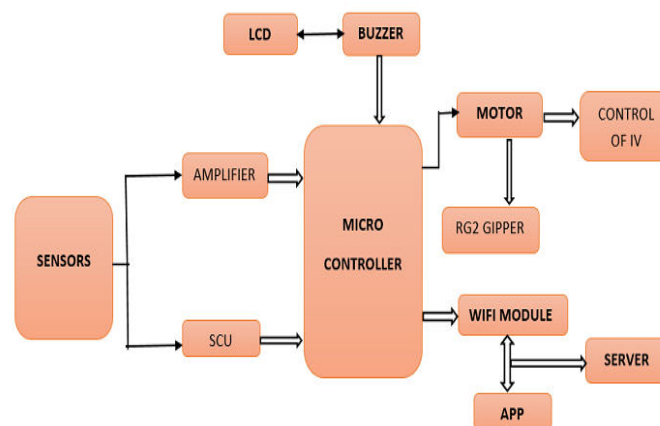 LCD
BUZZER
MOTOR
CONTROL
OF IV
AMPLIFIER
MICRO
CONTROLLER
RG2 GIPPER
SENSORS
SCU
WIFI MODULE
SERVER
APP